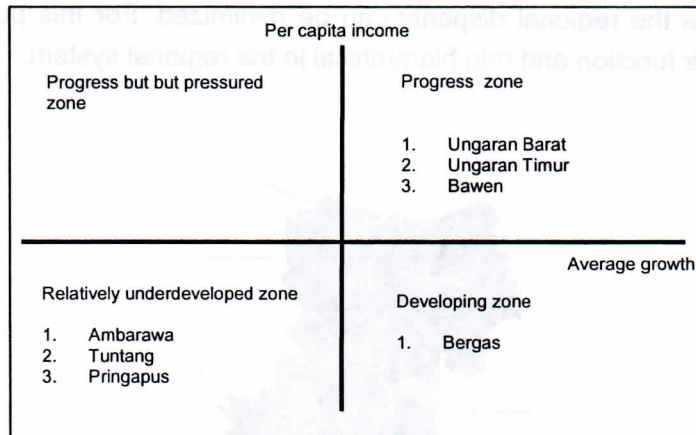 Per capita income
Progress but but pressured
zone
Progress zone
1. Ungaran Barat
2. Ungaran Timur
3. Bawen
Average growth
Relatively underdeveloped zone
1. Ambarawa
2. Tuntang
3. Pringapus
Developing zone
1. Bergas